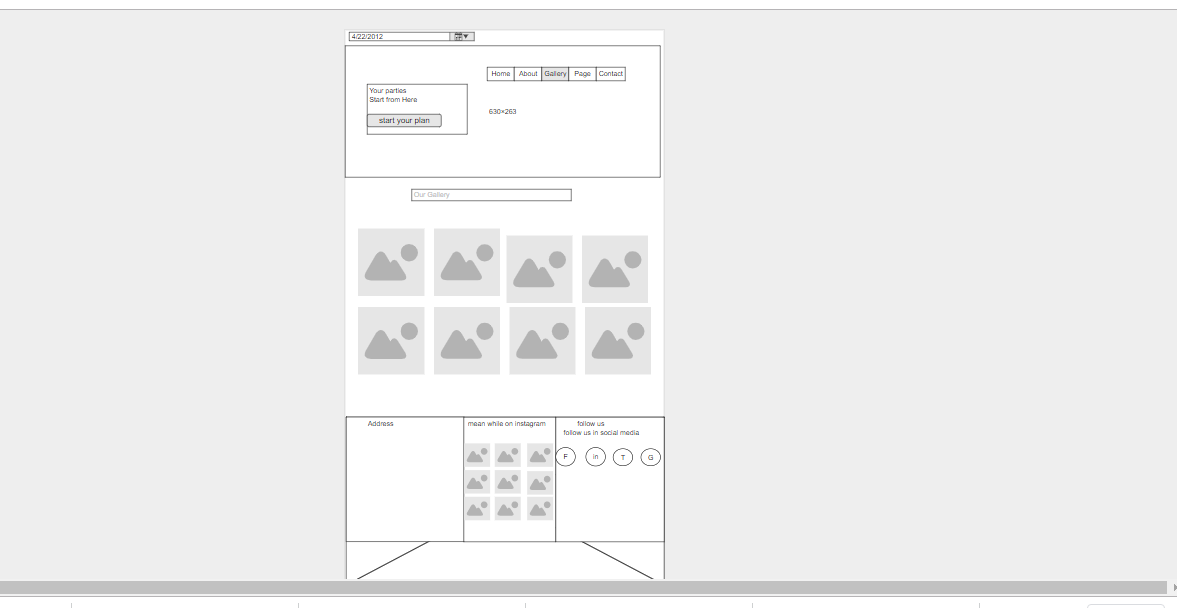 4/22/2012
Home About Gallery Page Contact
Your parties
Start from Here
start your plan
630×263
Our Gallery
Address
mean while on instagram
follow us
follow us in social media
F in T G